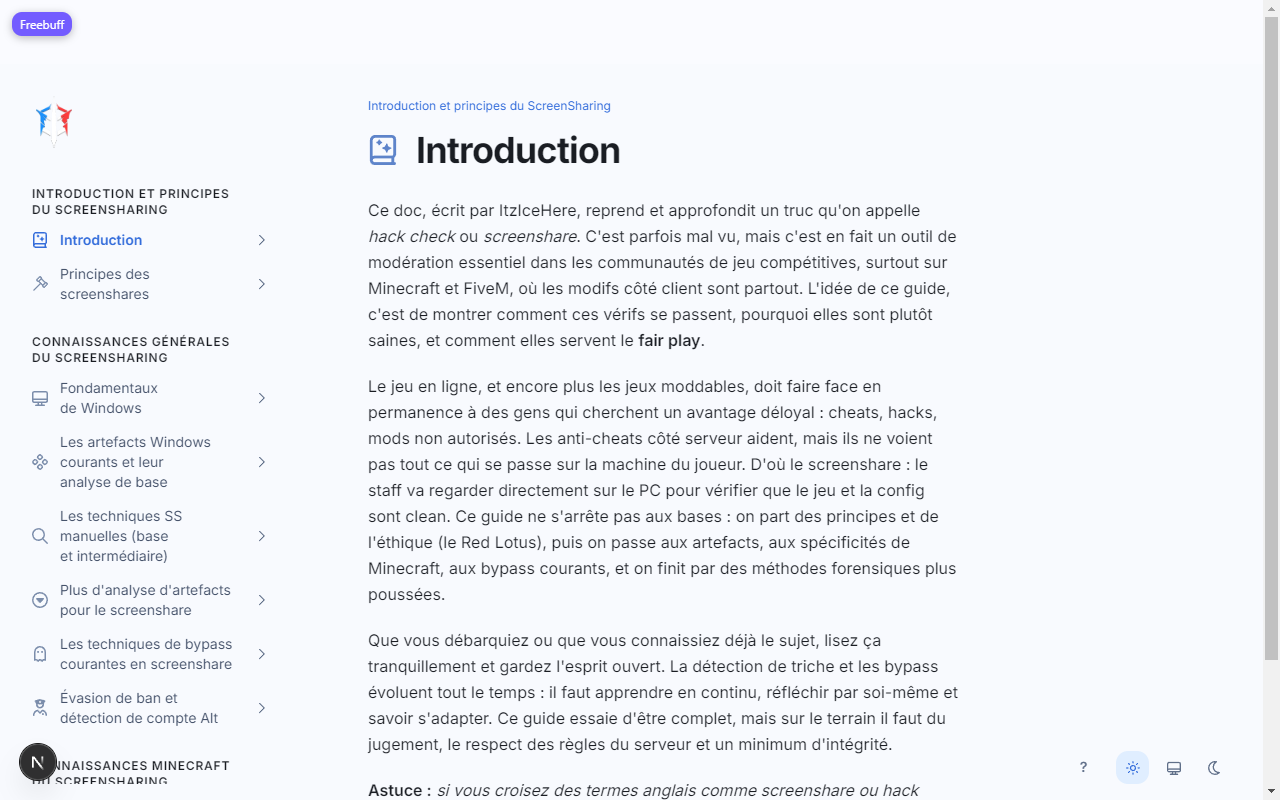 Freebuff
INTRODUCTION ET PRINCIPES
DU SCREENSHARING
Introduction
Principes des
screenshares
CONNAISSANCES GÉNÉRALES
DU SCREENSHARING
Fondamentaux
de Windows
Les artefacts Windows
courants et leur
analyse de base
Les techniques SS
manuelles (base
et intermédiaire)
Plus d'analyse d'artefacts
pour le screenshare
Les techniques de bypass
courantes en screenshare
Évasion de ban et
détection de compte Alt
NNAISSANCES MINECRAFT
DU SCREENSHARING
N
Introduction et principes du ScreenSharing
Introduction
Ce doc, écrit par ItzIceHere, reprend et approfondit un truc qu'on appelle
hack check ou screenshare. C'est parfois mal vu, mais c'est en fait un outil de
modération essentiel dans les communautés de jeu compétitives, surtout sur
Minecraft et FiveM, où les modifs côté client sont partout. L'idée de ce guide,
c'est de montrer comment ces vérifs se passent, pourquoi elles sont plutôt
saines, et comment elles servent le fair play.
Le jeu en ligne, et encore plus les jeux moddables, doit faire face en
permanence à des gens qui cherchent un avantage déloyal : cheats, hacks,
mods non autorisés. Les anti-cheats côté serveur aident, mais ils ne voient
pas tout ce qui se passe sur la machine du joueur. D'où le screenshare : le
staff va regarder directement sur le PC pour vérifier que le jeu et la config
sont clean. Ce guide ne s'arrête pas aux bases : on part des principes et de
l'éthique (le Red Lotus), puis on passe aux artefacts, aux spécificités de
Minecraft, aux bypass courants, et on finit par des méthodes forensiques plus
poussées.
Que vous débarquiez ou que vous connaissiez déjà le sujet, lisez ça
tranquillement et gardez l'esprit ouvert. La détection de triche et les bypass
évoluent tout le temps : il faut apprendre en continu, réfléchir par soi-même et
savoir s'adapter. Ce guide essaie d'être complet, mais sur le terrain il faut du
jugement, le respect des règles du serveur et un minimum d'intégrité.
Astuce : si vous croisez des termes anglais comme screenshare ou hack
?